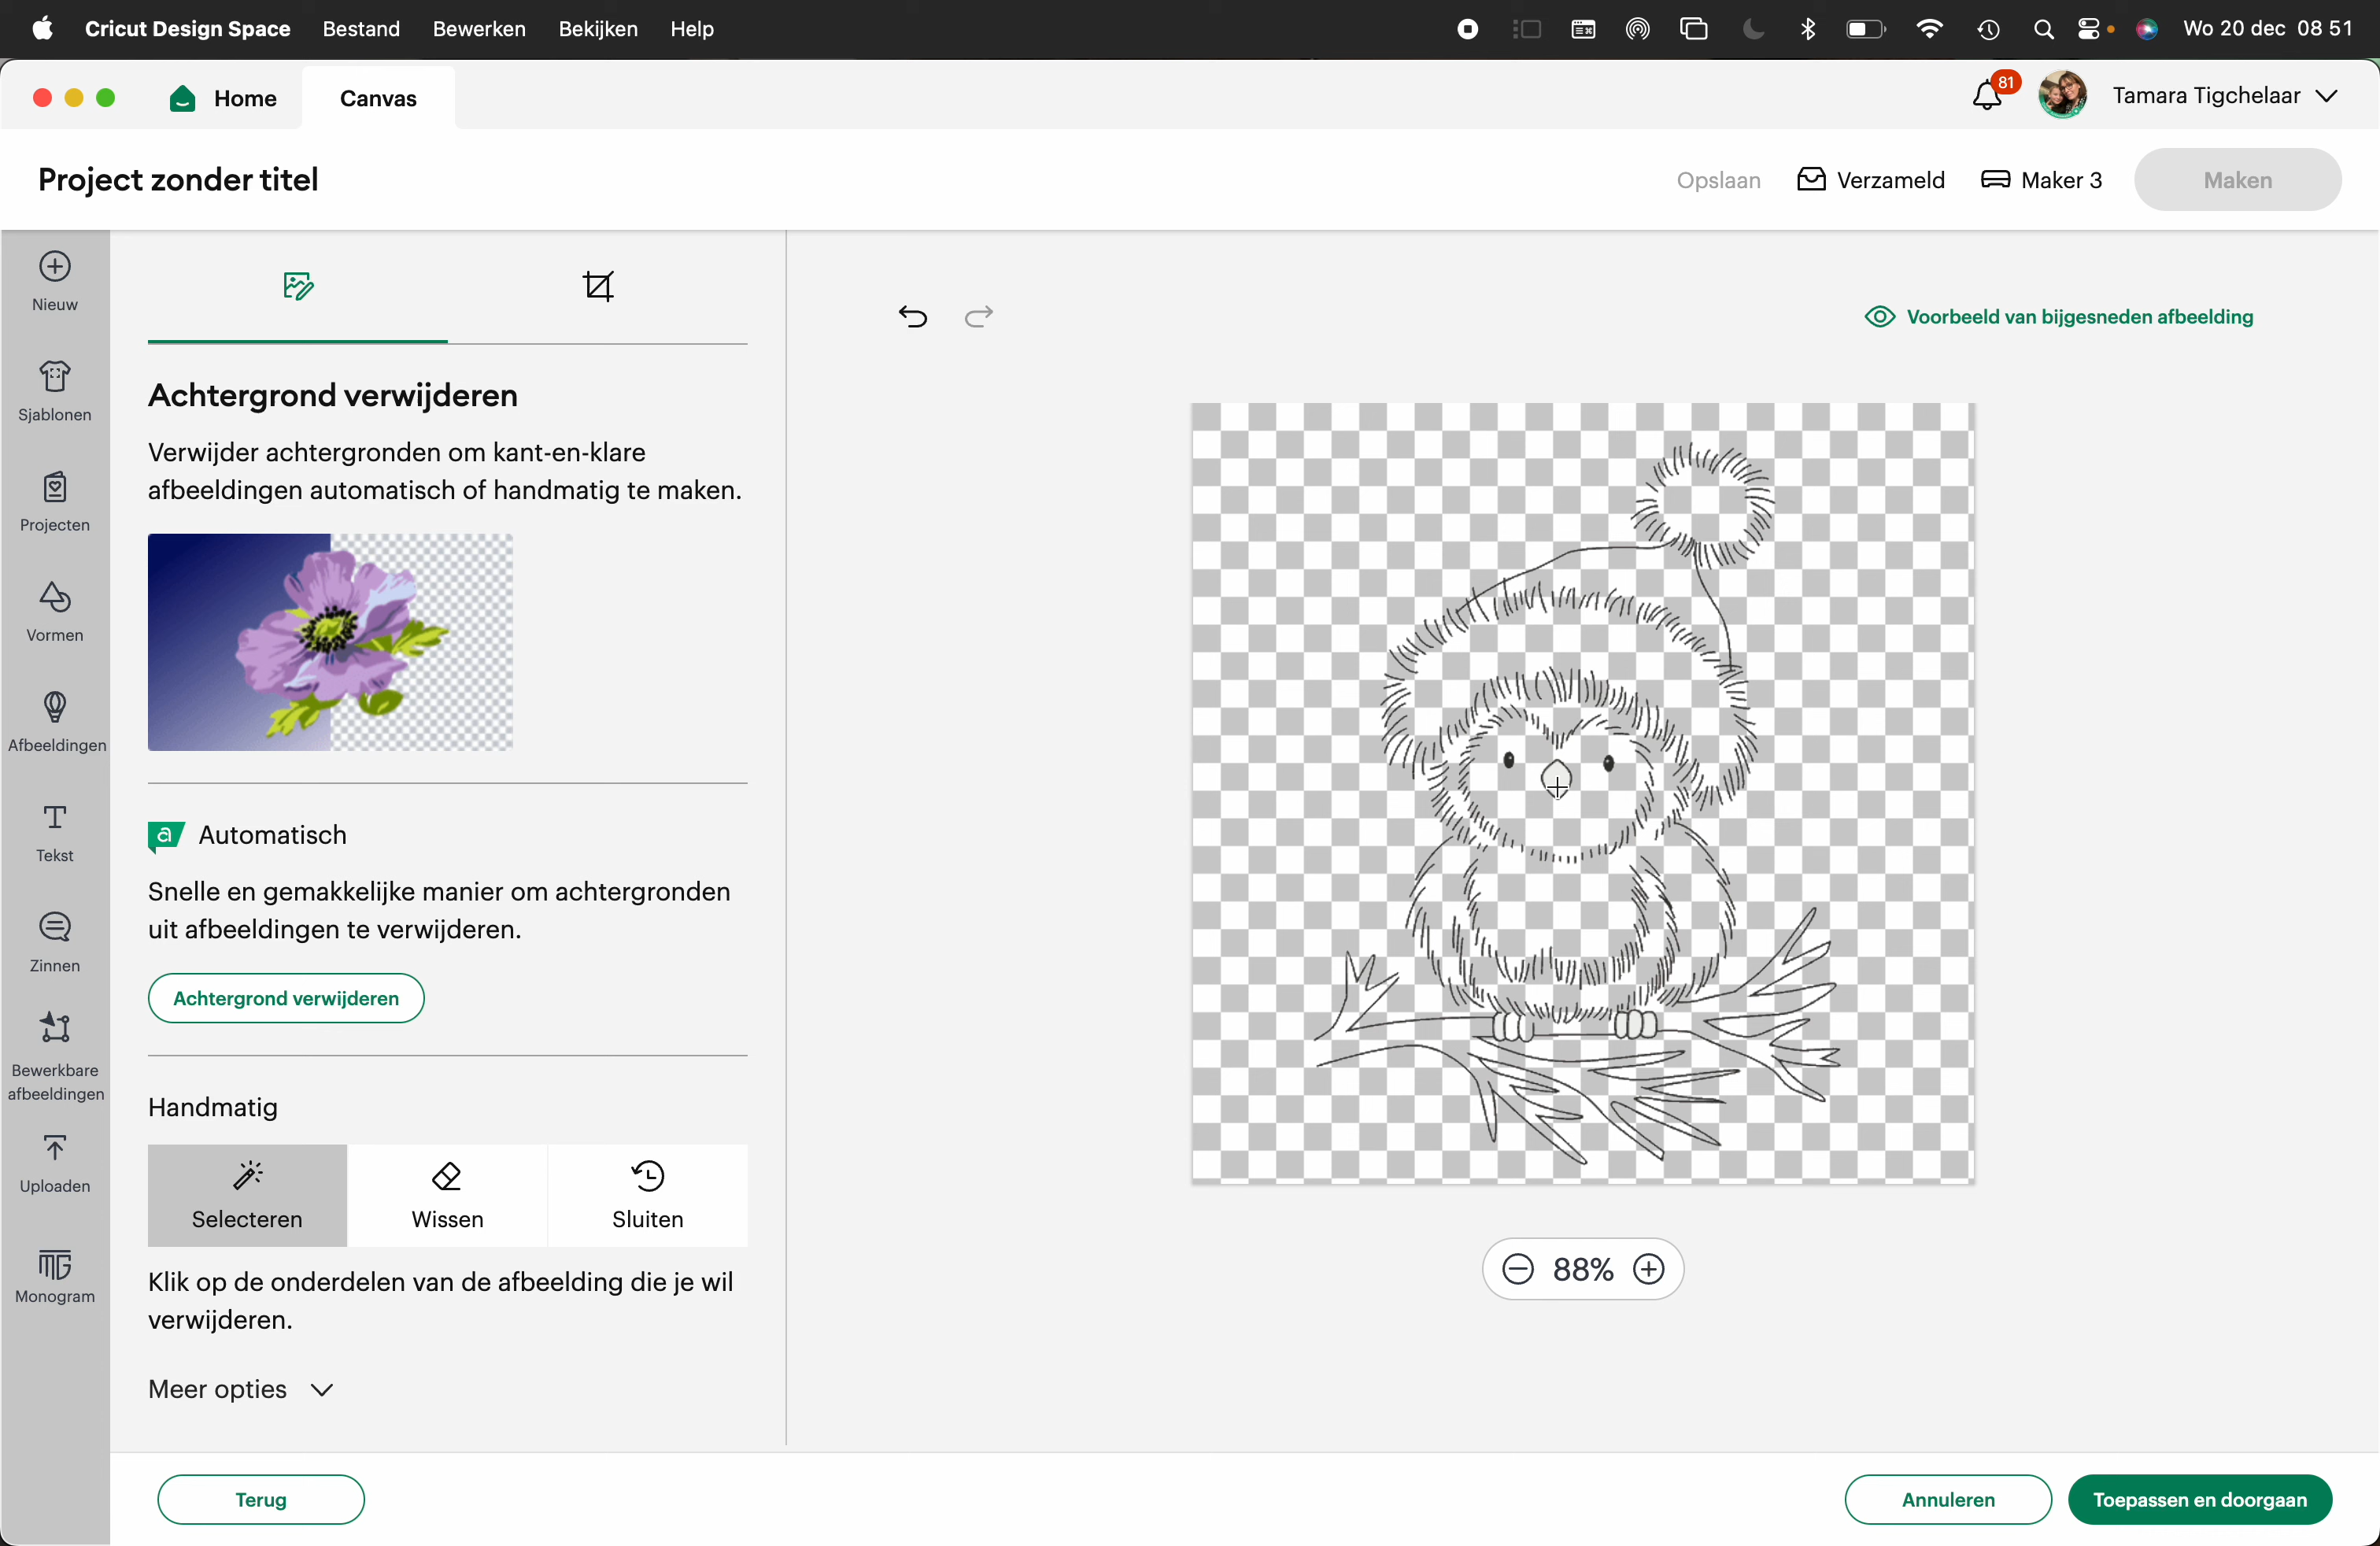 Cricut Design Space Bestand Bewerken Bekijken Help Wo 20 dec 08 51
Home Canvas 81 Tamara Tigchelaar
Project zonder titel Opslaan Verzameld Maker 3 Maken
Nieuw
Sjablonen
Projecten
Vormen
Afbeeldingen
Tekst
Zinnen
Bewerkbare
afbeeldingen
Uploaden
Monogram
Achtergrond verwijderen
Verwijder achtergronden om kant-en-klare
afbeeldingen automatisch of handmatig te maken.
a Automatisch
Snelle en gemakkelijke manier om achtergronden
uit afbeeldingen te verwijderen.
Achtergrond verwijderen
Handmatig
Selecteren Wissen Sluiten
Klik op de onderdelen van de afbeelding die je wil
verwijderen.
Meer opties
Voorbeeld van bijgesneden afbeelding
88%
Terug Annuleren Toepassen en doorgaan